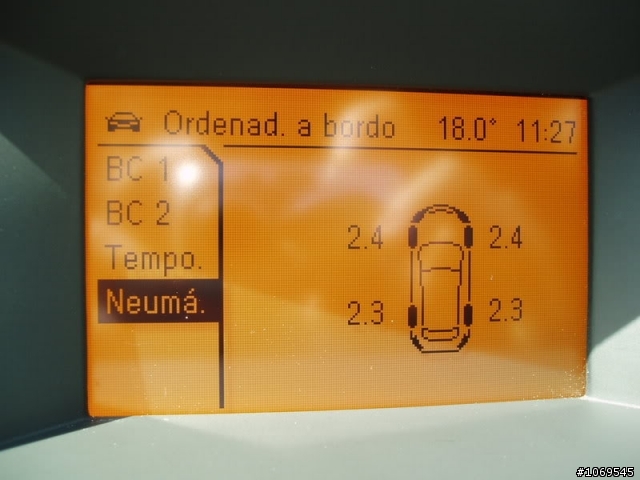 Ordenad. a bordo 18.0° 11:27
BC 1
BC 2
Tempo.
Neumá.
2.4 2.4
2.3 2.3
#1069545